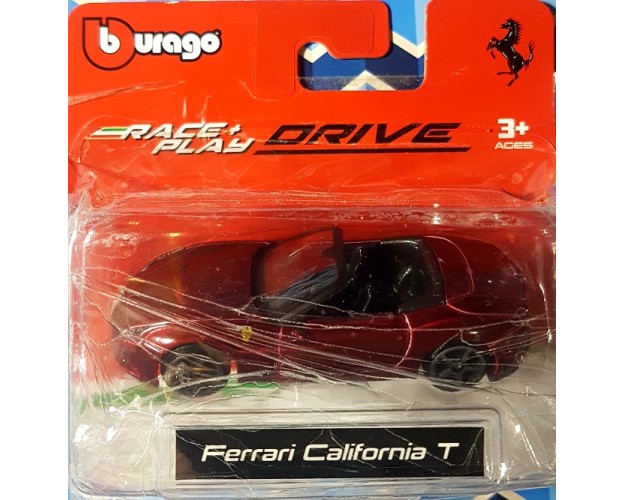 burago
RACE+
PLAY
DRIVE
3+
AGES
Ferrari California T